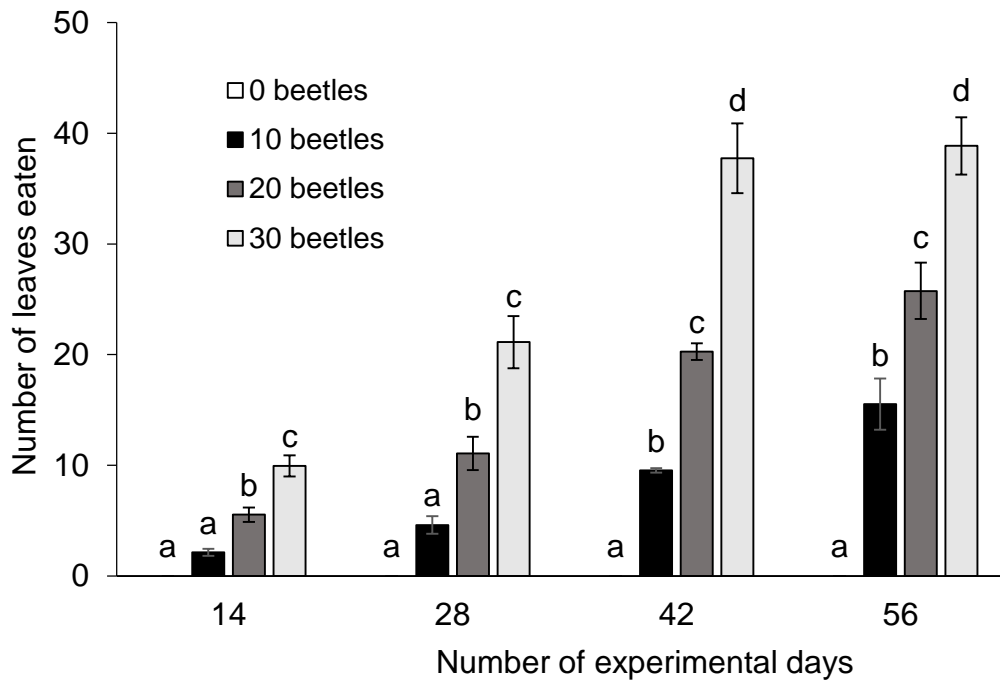 Number of leaves eaten
50
40
30
20
10
0
0 beetles
10 beetles
20 beetles
30 beetles
a a b c
a a b c
a b c d
a b c d
14 28 42 56
Number of experimental days